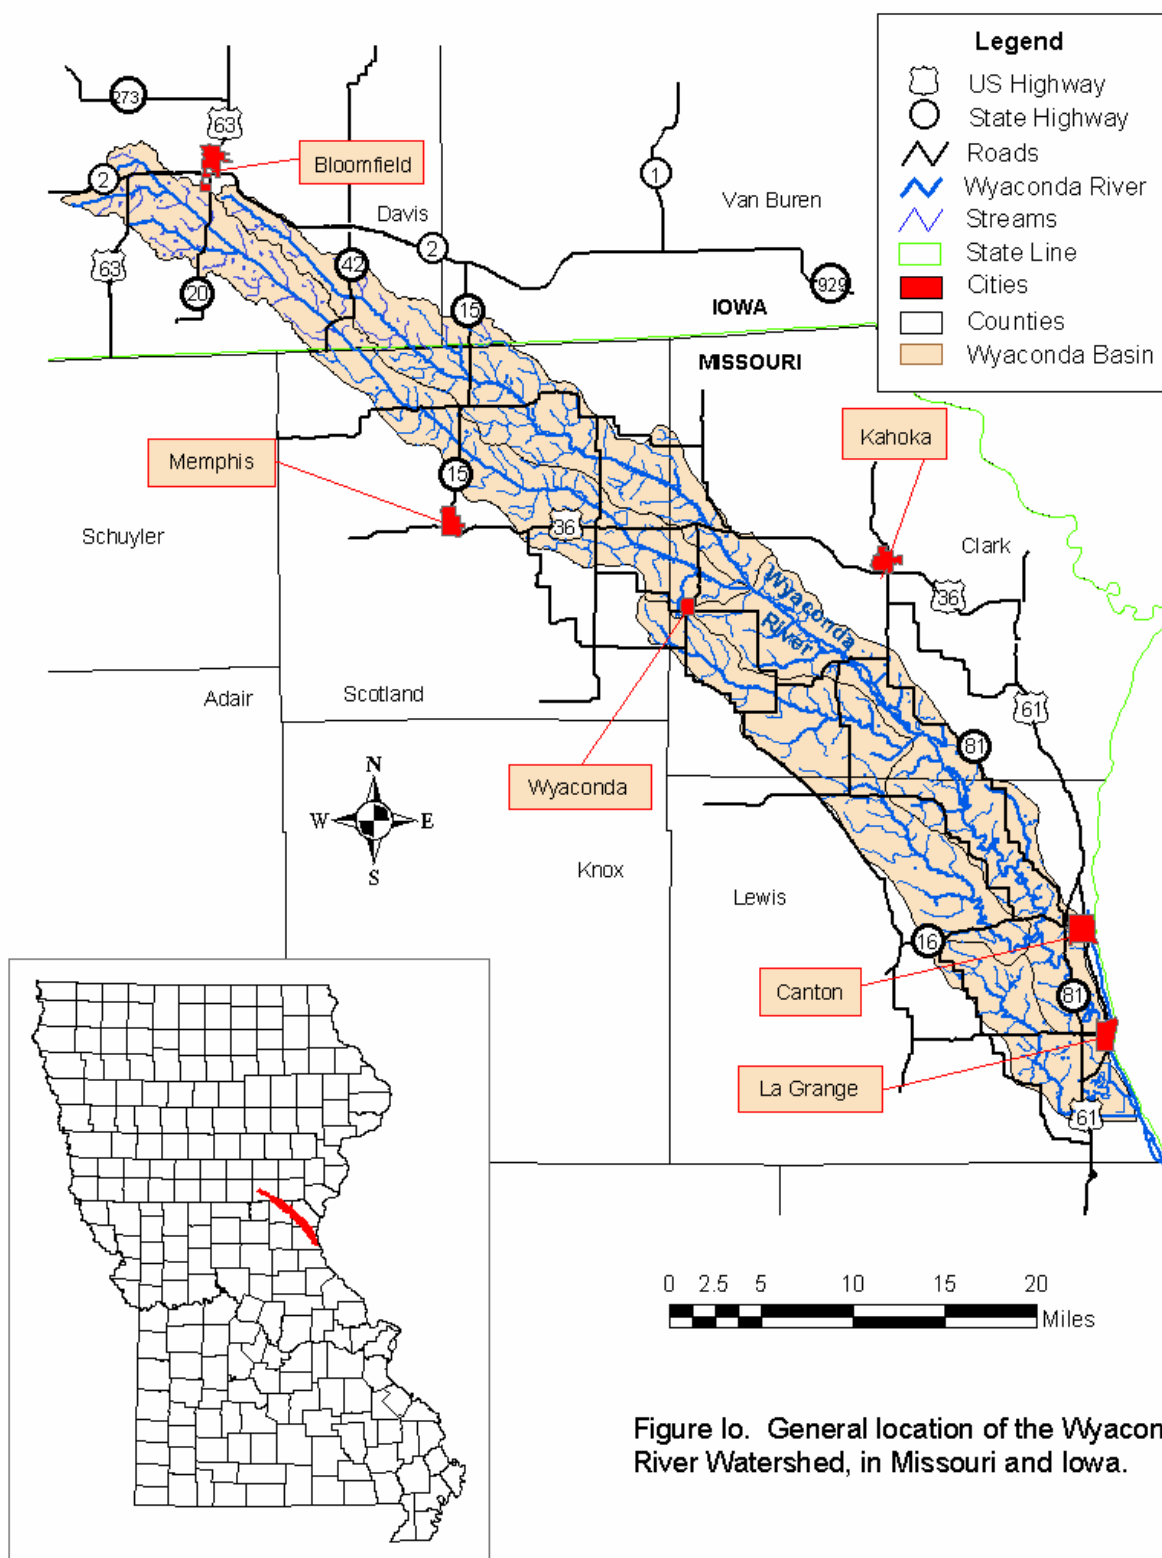 Legend
US Highway
State Highway
Roads
Wyaconda River
Streams
State Line
Cities
Counties
Wyaconda Basin
273
63
Bloomfield
2
1
Davis
Van Buren
2
63
42
20
929
15
IOWA
MISSOURI
Kahoka
Memphis
15
36
Schuyler
Clark
Wyaconda
River
36
Adair
Scotland
61
81
Wyaconda
N
W
E
S
Knox
Lewis
16
Canton
81
La Grange
61
0 2.5 5 10 15 20
Miles
Figure Io. General location of the Wyacon
River Watershed, in Missouri and Iowa.